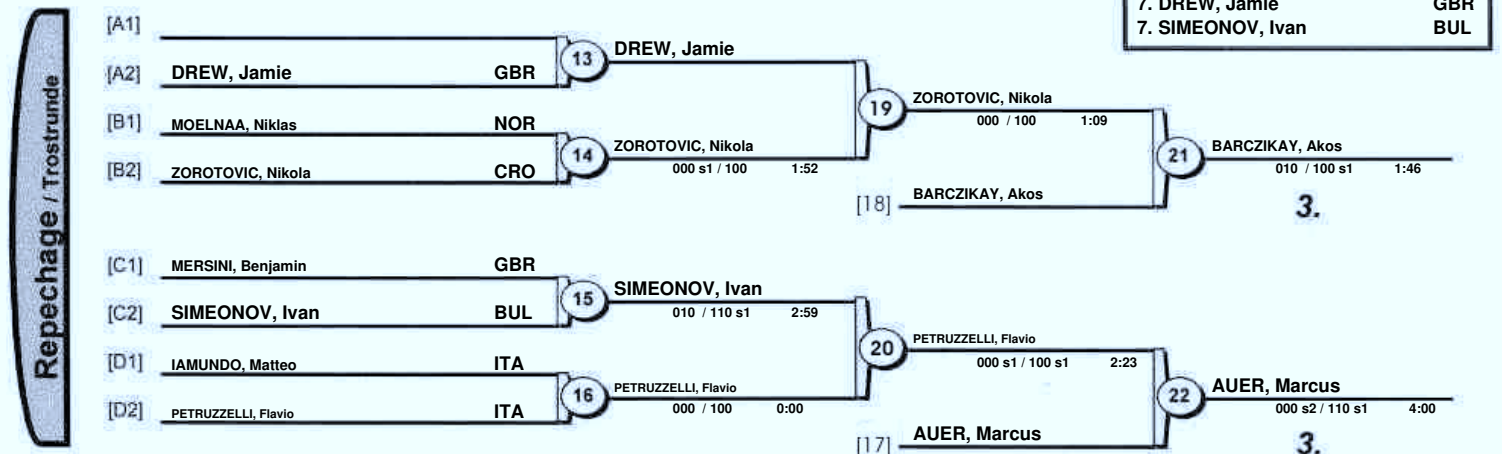 7. DREW, Jamie GBR
7. SIMEONOV, Ivan BUL
Repechage / Trostrunde
[A1]
[A2] DREW, Jamie GBR
13 DREW, Jamie
[B1] MOELNAA, Niklas NOR
[B2] ZOROTOVIC, Nikola CRO
14 ZOROTOVIC, Nikola
000 s1 / 100 1:52
19 ZOROTOVIC, Nikola
000 / 100 1:09
[18] BARCZIKAY, Akos
21 BARCZIKAY, Akos
010 / 100 s1 1:46
3.
[C1] MERSINI, Benjamin GBR
[C2] SIMEONOV, Ivan BUL
15 SIMEONOV, Ivan
010 / 110 s1 2:59
[D1] IAMUNDO, Matteo ITA
[D2] PETRUZZELLI, Flavio ITA
16 PETRUZZELLI, Flavio
000 / 100 0:00
20 PETRUZZELLI, Flavio
000 s1 / 100 s1 2:23
[17] AUER, Marcus
22 AUER, Marcus
000 s2 / 110 s1 4:00
3.